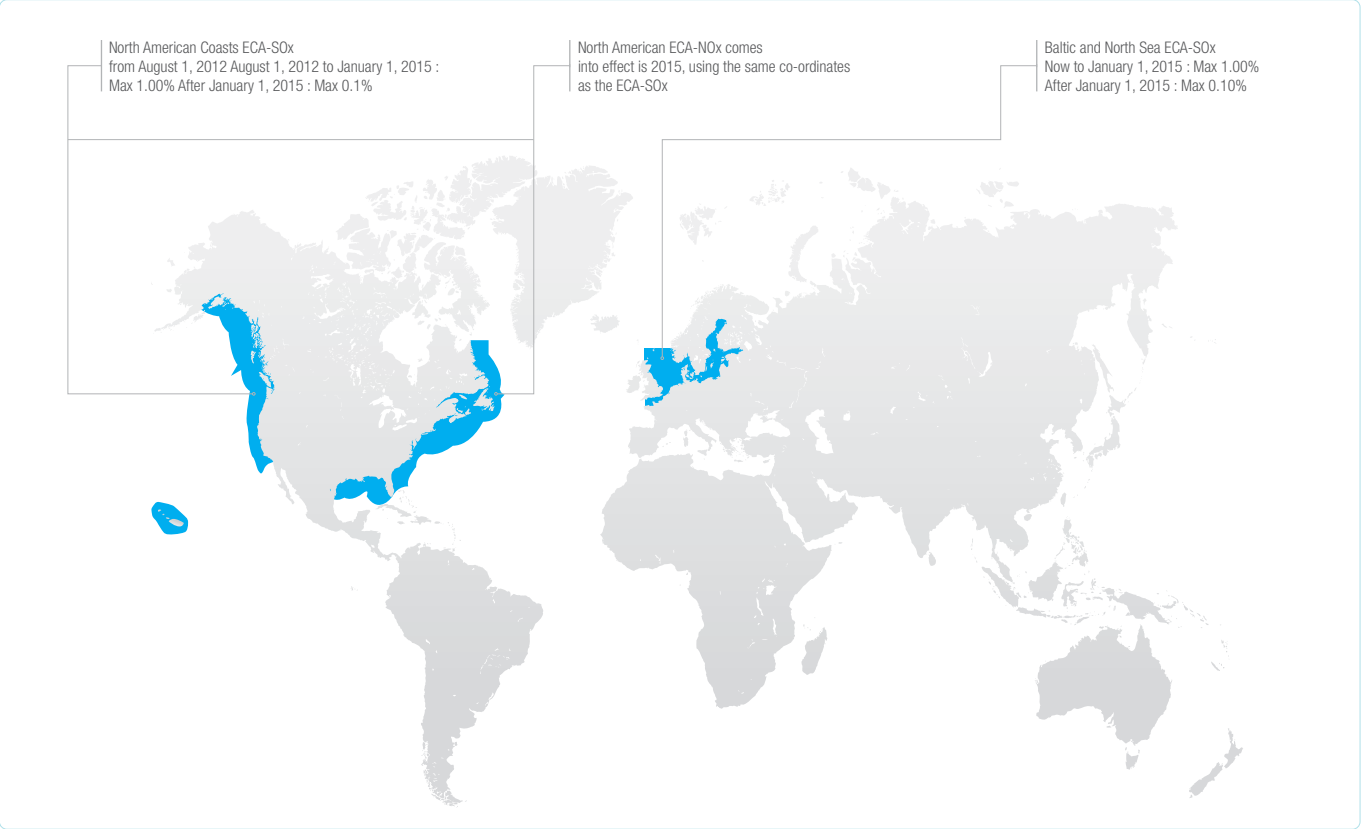 North American Coasts ECA-SOx
from August 1, 2012 August 1, 2012 to January 1, 2015 :
Max 1.00% After January 1, 2015 : Max 0.1%
North American ECA-NOx comes
into effect is 2015, using the same co-ordinates
as the ECA-SOx
Baltic and North Sea ECA-SOx
Now to January 1, 2015 : Max 1.00%
After January 1, 2015 : Max 0.10%